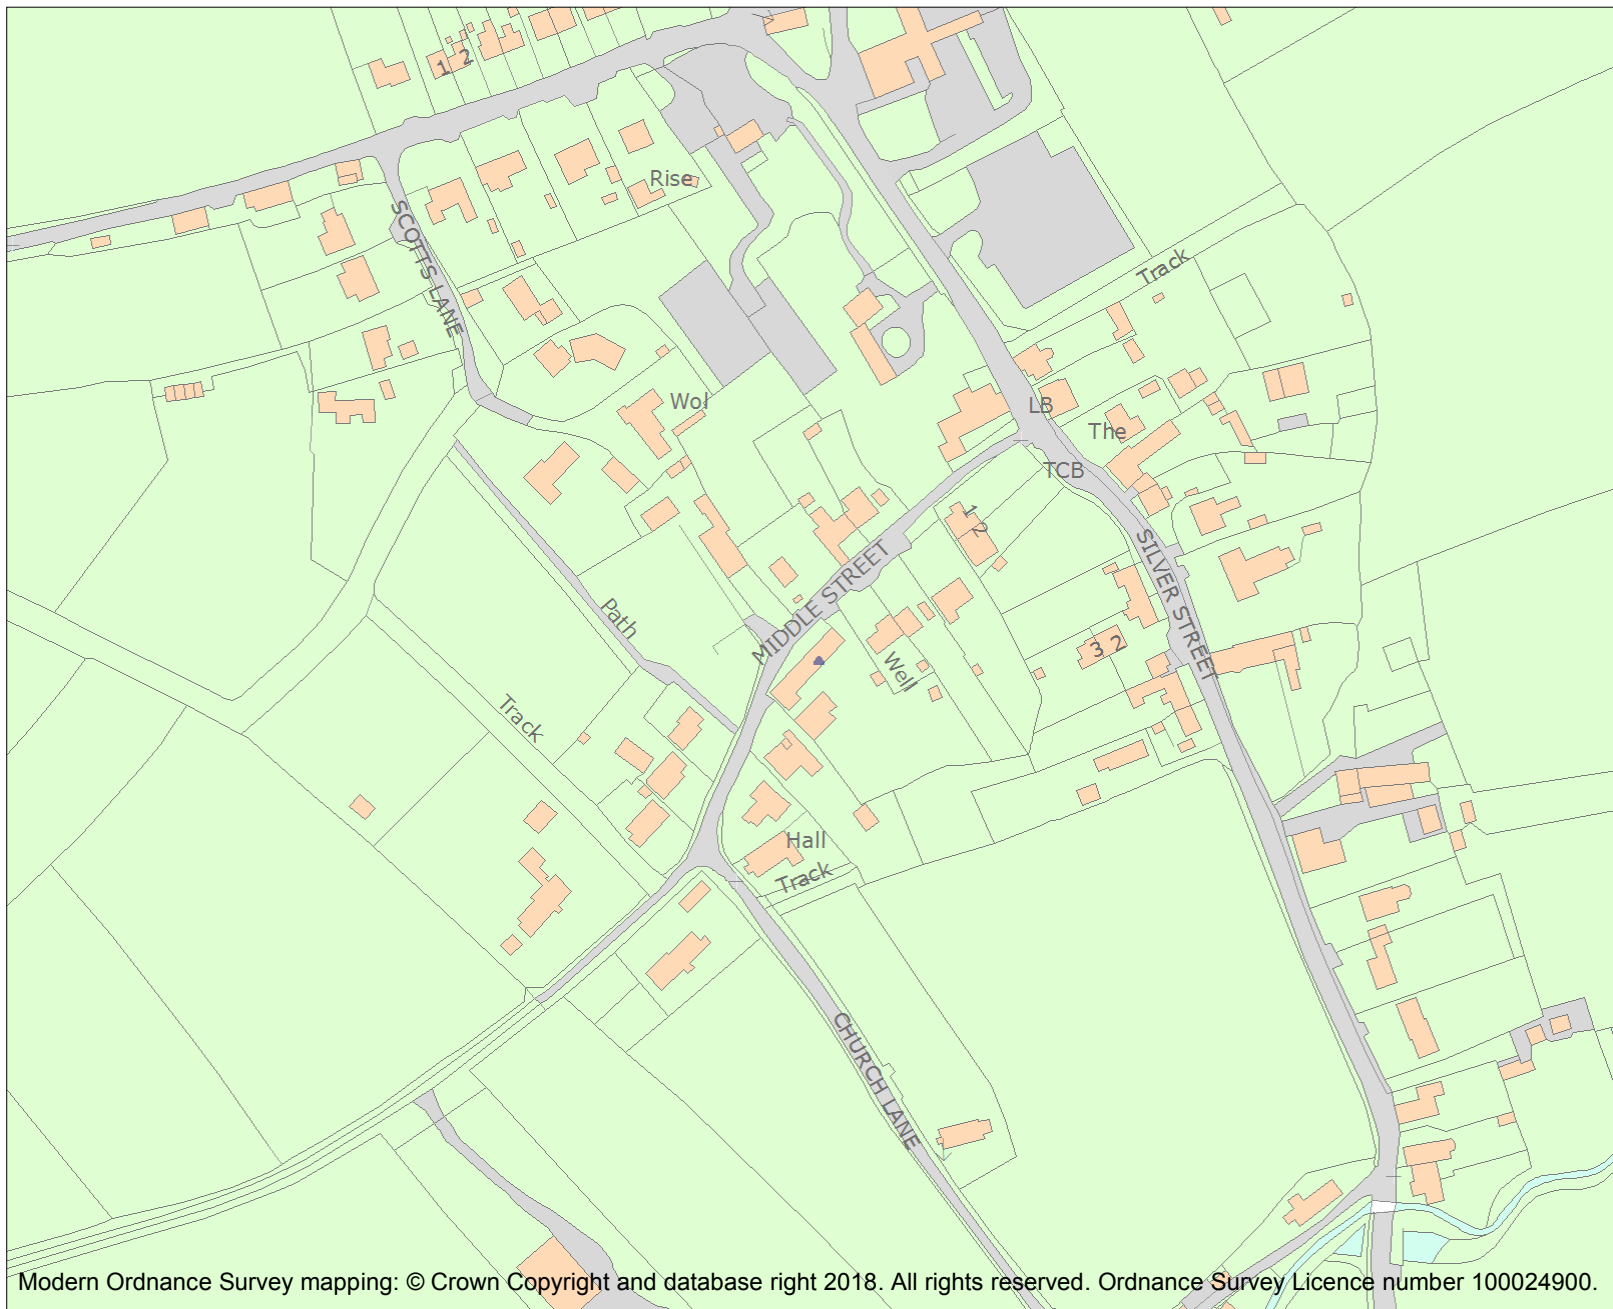 1 2
Rise
SCOTTS LANE
Track
Wol
LB
The
TCB
1 2
MIDDLE STREET
SILVER STREET
Path
3 2
Well
Track
Hall
Track
CHURCH LANE
Modern Ordnance Survey mapping: © Crown Copyright and database right 2018. All rights reserved. Ordnance Survey Licence number 100024900.